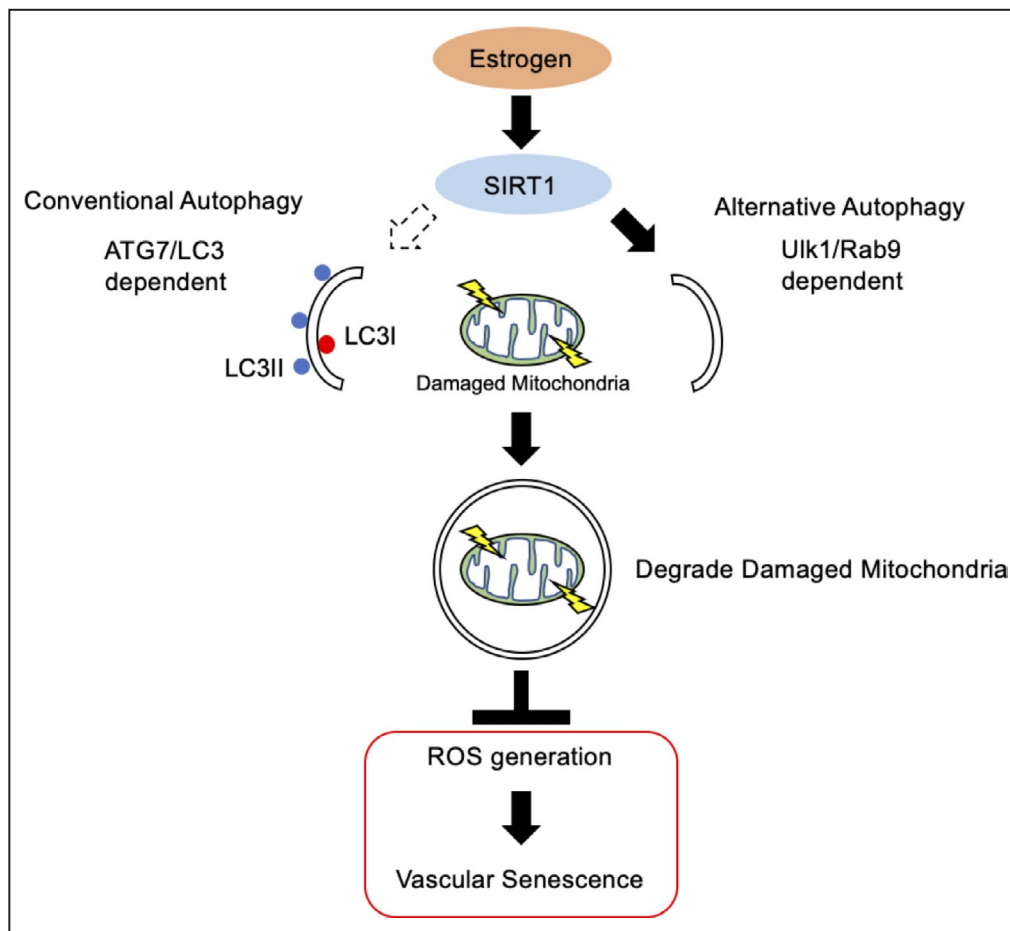 Estrogen
SIRT1
Conventional Autophagy
ATG7/LC3
dependent
LC3I
LC3II
Alternative Autophagy
Ulk1/Rab9
dependent
Damaged Mitochondria
Degrade Damaged Mitochondria
ROS generation
Vascular Senescence